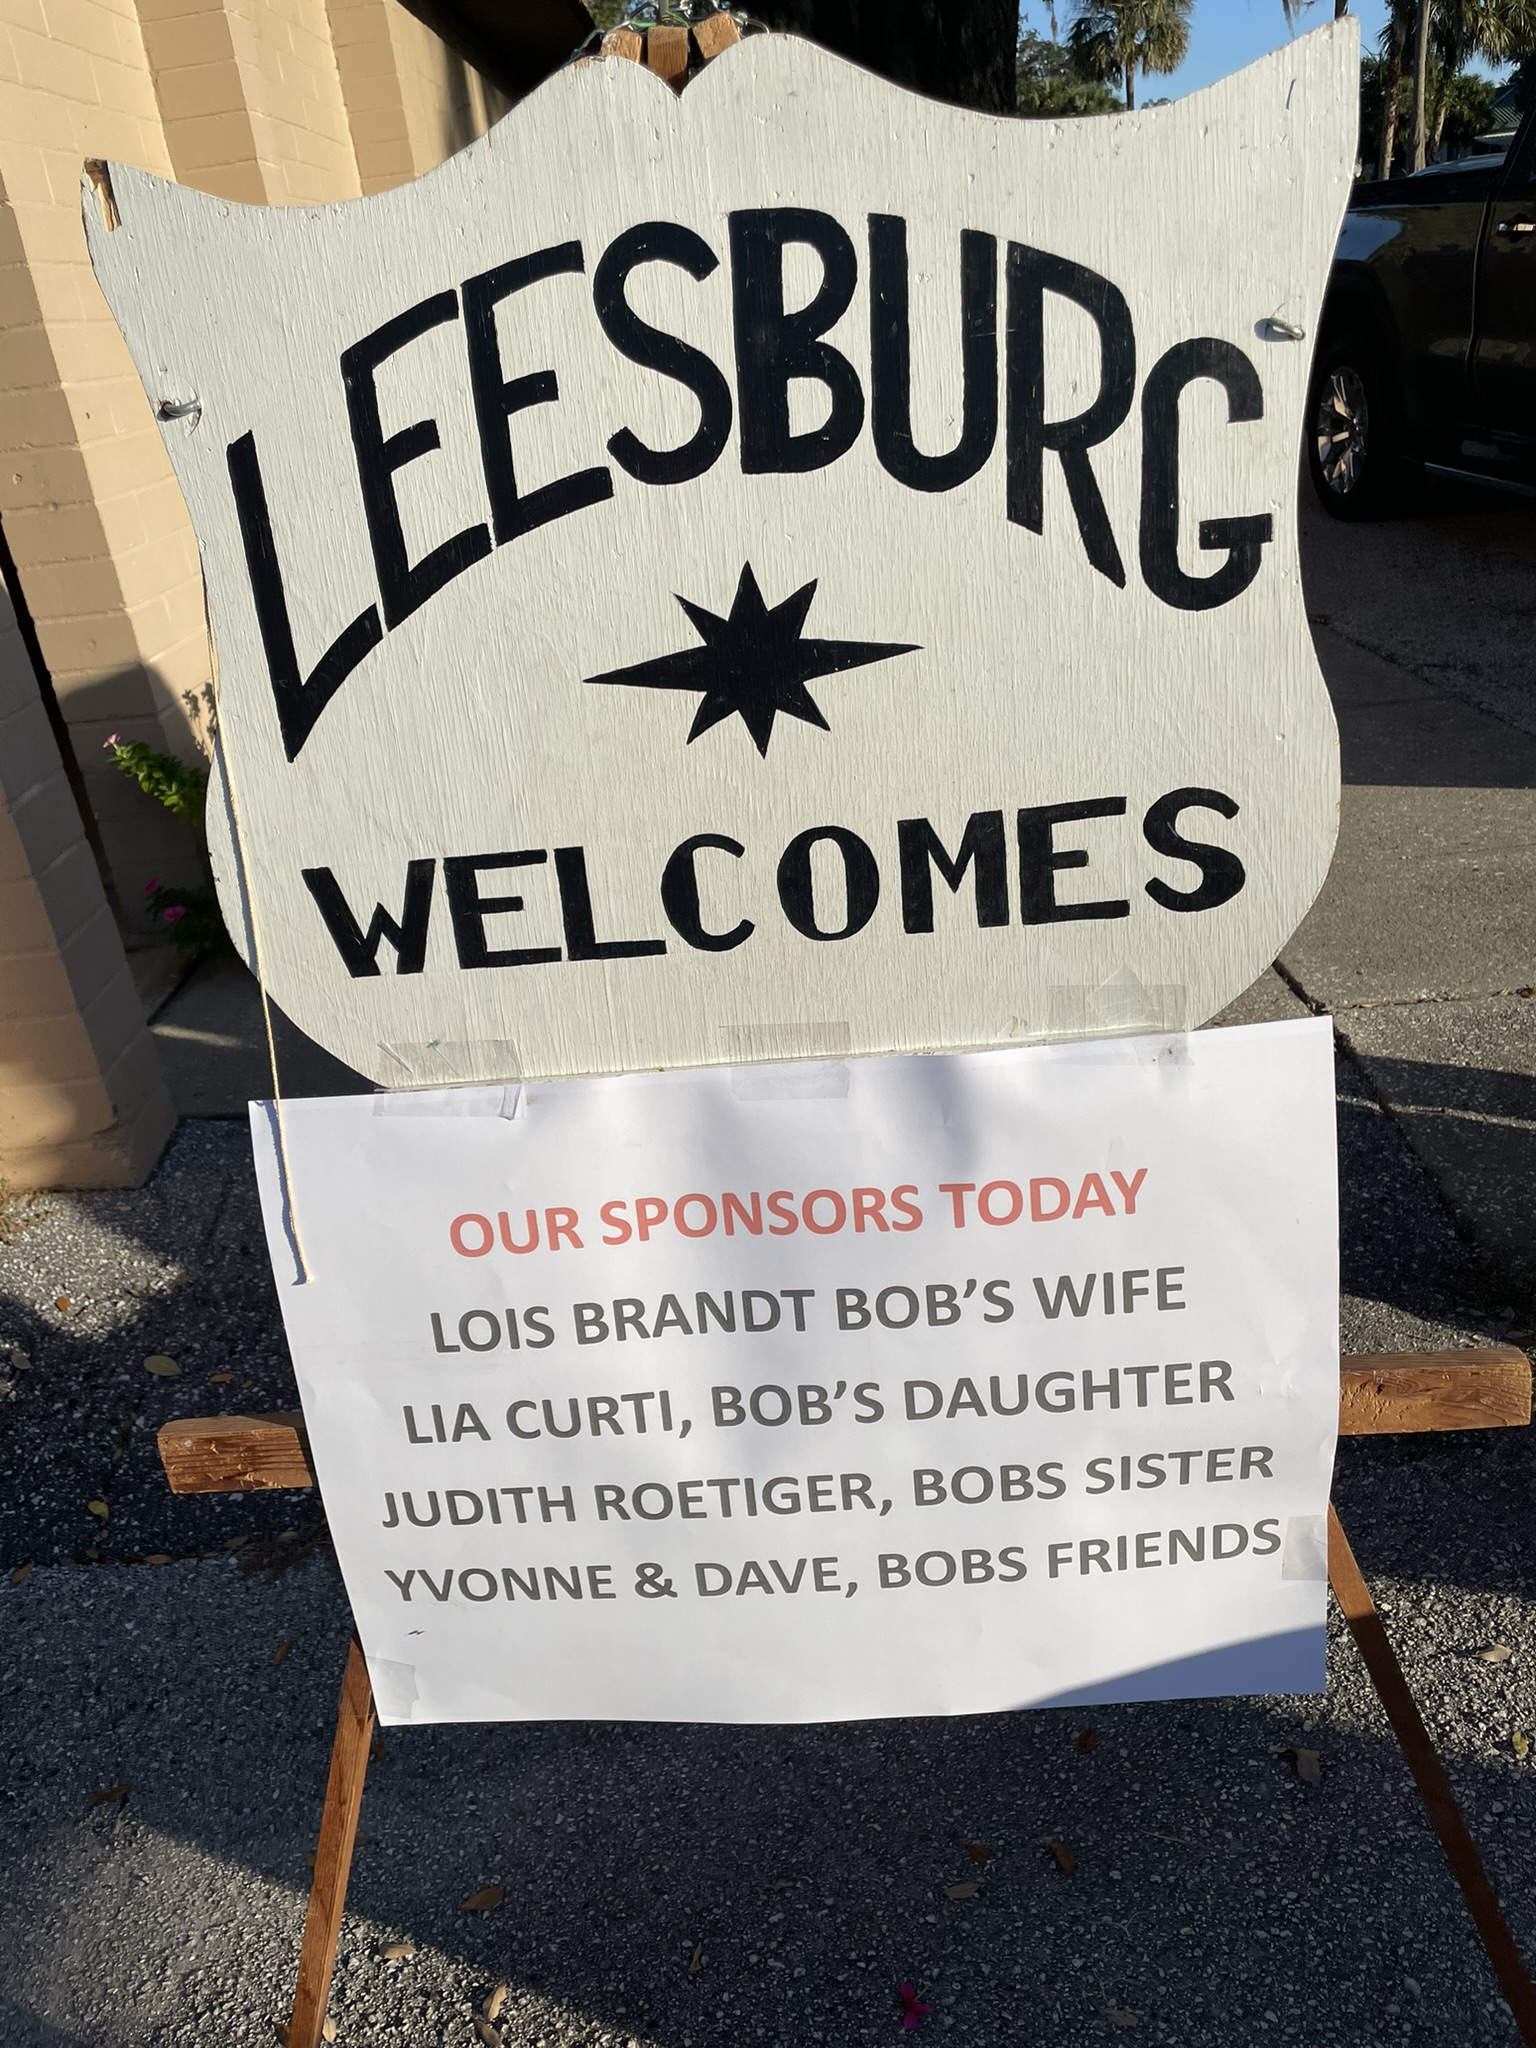 LEESBURG
WELCOMES
OUR SPONSORS TODAY
LOIS BRANDT BOB'S WIFE
LIA CURTI, BOB'S DAUGHTER
JUDITH ROETIGER, BOBS SISTER
YVONNE & DAVE, BOBS FRIENDS